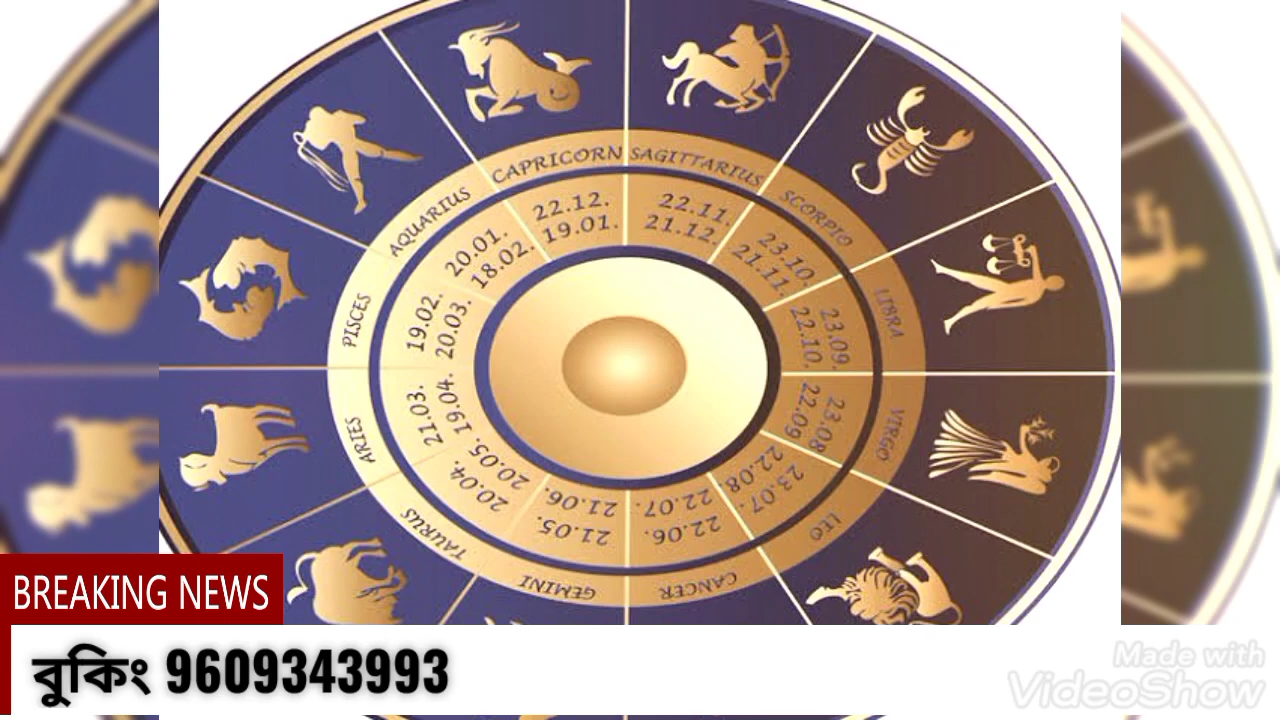 CAPRICORN
22.12.
19.01.
SAGITTARIUS
22.11.
21.12.
SCORPIO
23.10.
21.11.
LIBRA
23.09.
22.10.
VIRGO
23.08
22.09
LEO
23.07.
22.08.
CANCER
22.06.
22.07.
GEMINI
21.05.
21.06.
TAURUS
20.04.
20.05.
ARIES
21.03.
19.04.
PISCES
19.02.
20.03.
AQUARIUS
20.01.
18.02.
BREAKING NEWS
বুকিং 9609343993
Made with
VideoShow